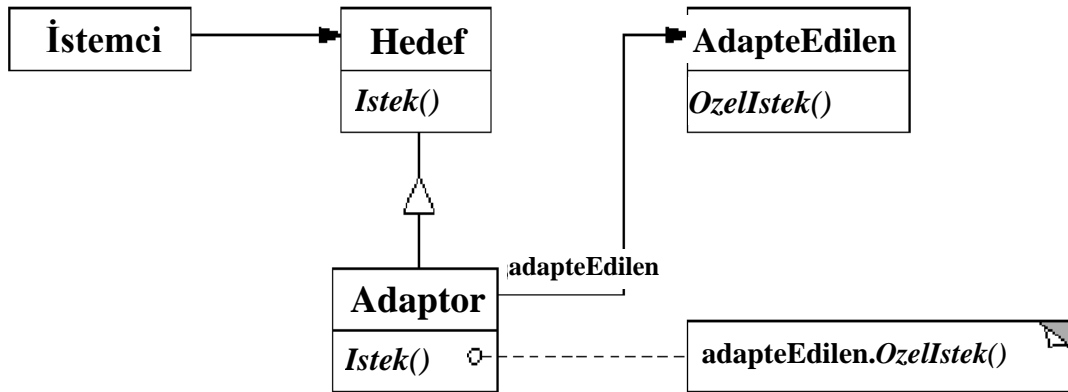 İstemci
Hedef
Istek()
AdapteEdilen
OzelIstek()
adapteEdilen
Adaptor
Istek()
adapteEdilen.OzelIstek()